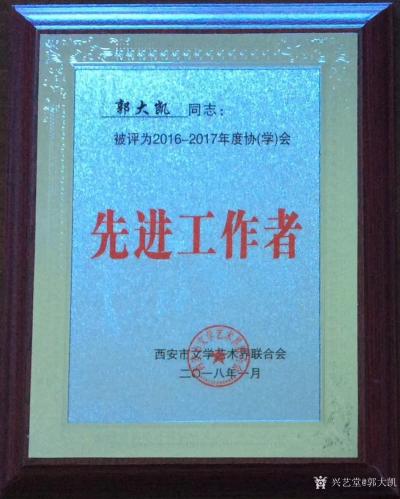 郭大凯 同志：
被评为2016-2017年度协(学)会
先进工作者
西安市文学艺术界联合会
二〇一八年一月
兴艺堂@郭大凯